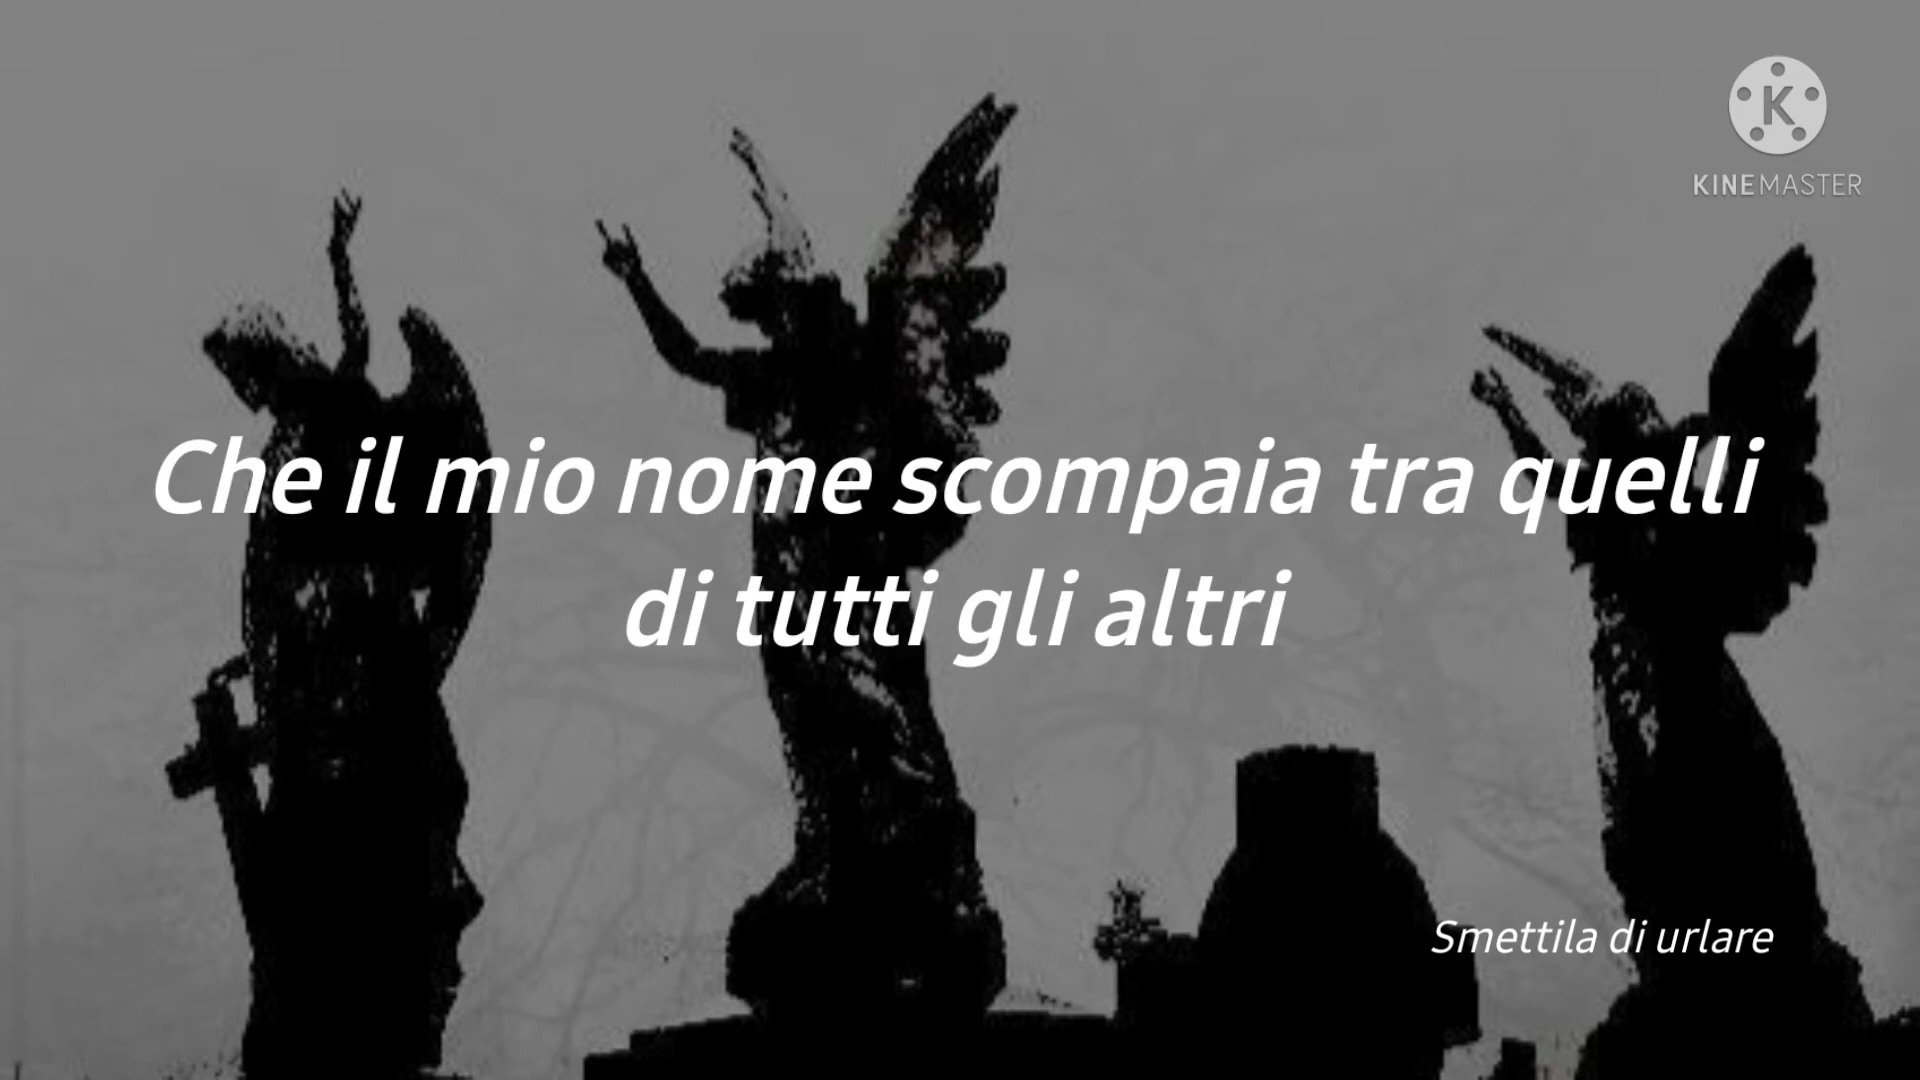 KINEMASTER
Che il mio nome scompaia tra quelli
di tutti gli altri
Smettila di urlare